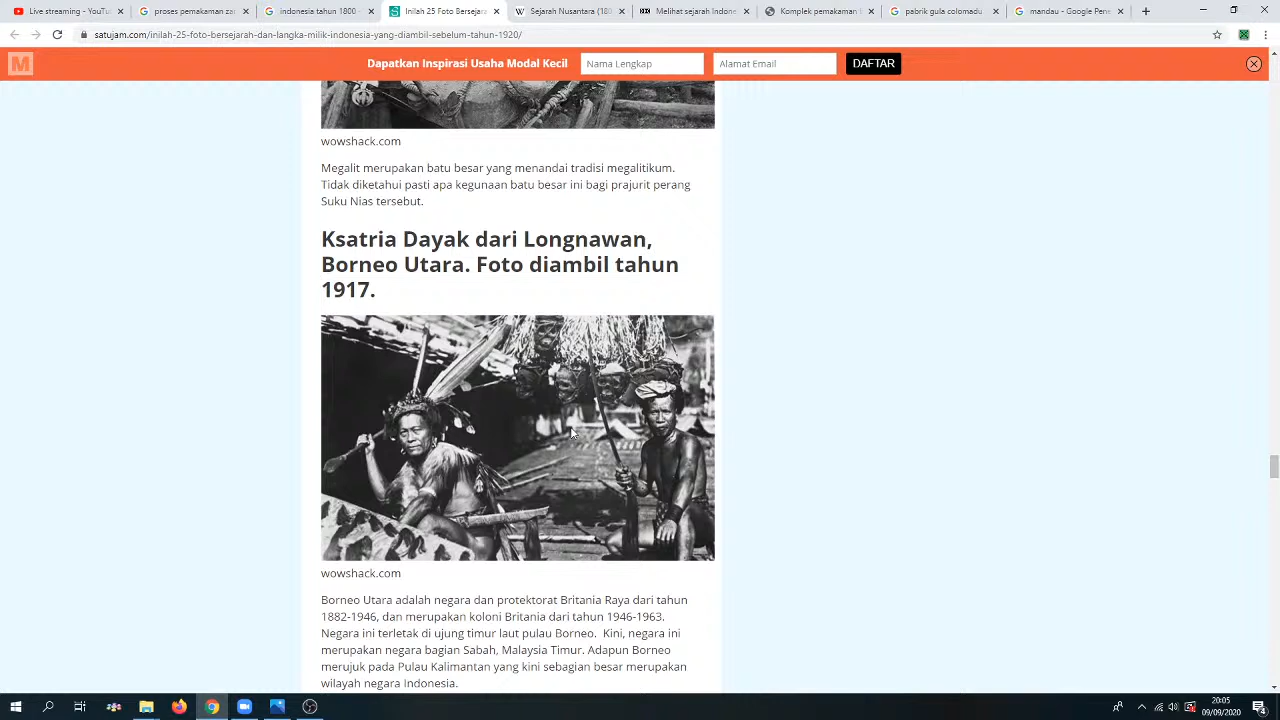 Live streaming - YouTu
proses pemakaman za
indonesia tahun 1800-
Inilah 25 Foto Bersejara
Sejarah Nusantara (180
Melihat sejarah Indone
Komplek pemakaman
pabrik gula colomadu
mandau - Google Pen
satujam.com/inilah-25-foto-bersejarah-dan-langka-milik-indonesia-yang-diambil-sebelum-tahun-1920/
M
Dapatkan Inspirasi Usaha Modal Kecil
Nama Lengkap
Alamat Email
DAFTAR
wowshack.com
Megalit merupakan batu besar yang menandai tradisi megalitikum.
Tidak diketahui pasti apa kegunaan batu besar ini bagi prajurit perang
Suku Nias tersebut.
Ksatria Dayak dari Longnawan,
Borneo Utara. Foto diambil tahun
1917.
wowshack.com
Borneo Utara adalah negara dan protektorat Britania Raya dari tahun
1882-1946, dan merupakan koloni Britania dari tahun 1946-1963.
Negara ini terletak di ujung timur laut pulau Borneo.  Kini, negara ini
merupakan negara bagian Sabah, Malaysia Timur. Adapun Borneo
merujuk pada Pulau Kalimantan yang kini sebagian besar merupakan
wilayah negara Indonesia.
20:05
09/09/2020